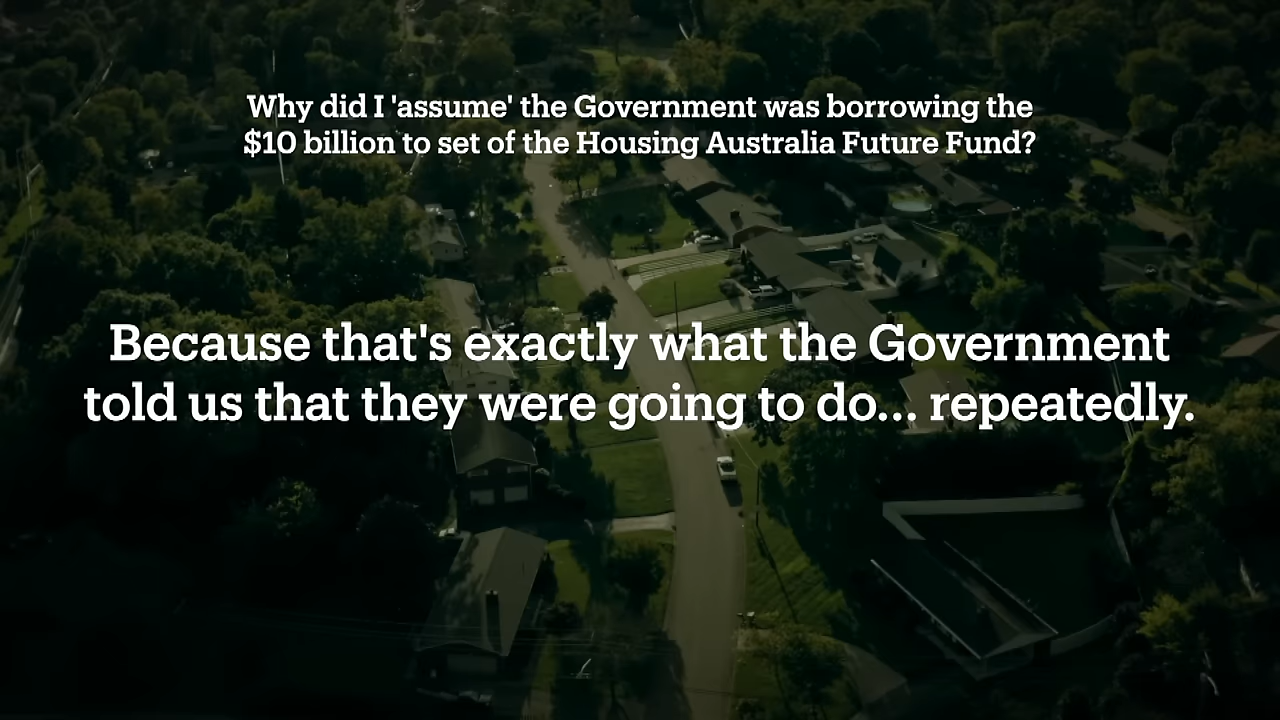 Why did I 'assume' the Government was borrowing the
$10 billion to set of the Housing Australia Future Fund?
Because that's exactly what the Government
told us that they were going to do... repeatedly.